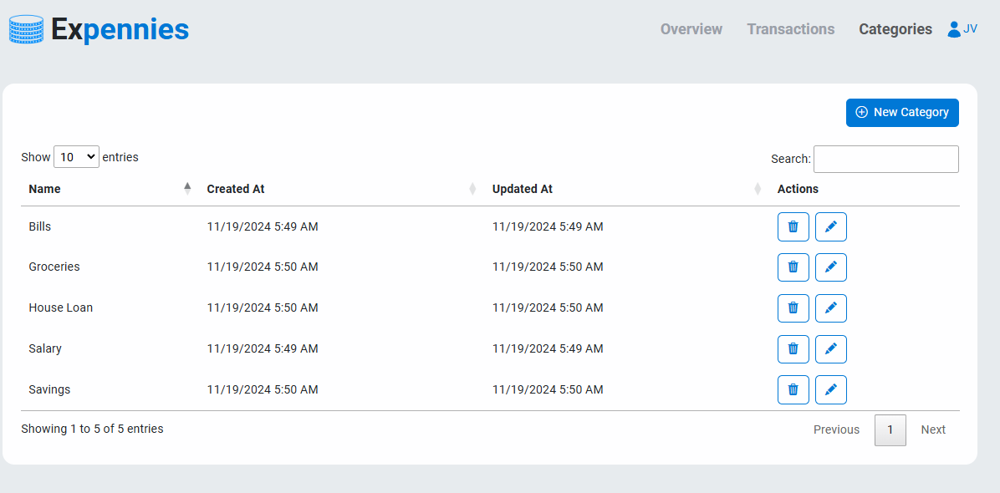 Expennies Overview Transactions Categories JV
New Category
Show 10 entries Search:
Name Created At Updated At Actions
Bills 11/19/2024 5:49 AM 11/19/2024 5:49 AM
Groceries 11/19/2024 5:50 AM 11/19/2024 5:50 AM
House Loan 11/19/2024 5:50 AM 11/19/2024 5:50 AM
Salary 11/19/2024 5:49 AM 11/19/2024 5:49 AM
Savings 11/19/2024 5:50 AM 11/19/2024 5:50 AM
Showing 1 to 5 of 5 entries Previous 1 Next